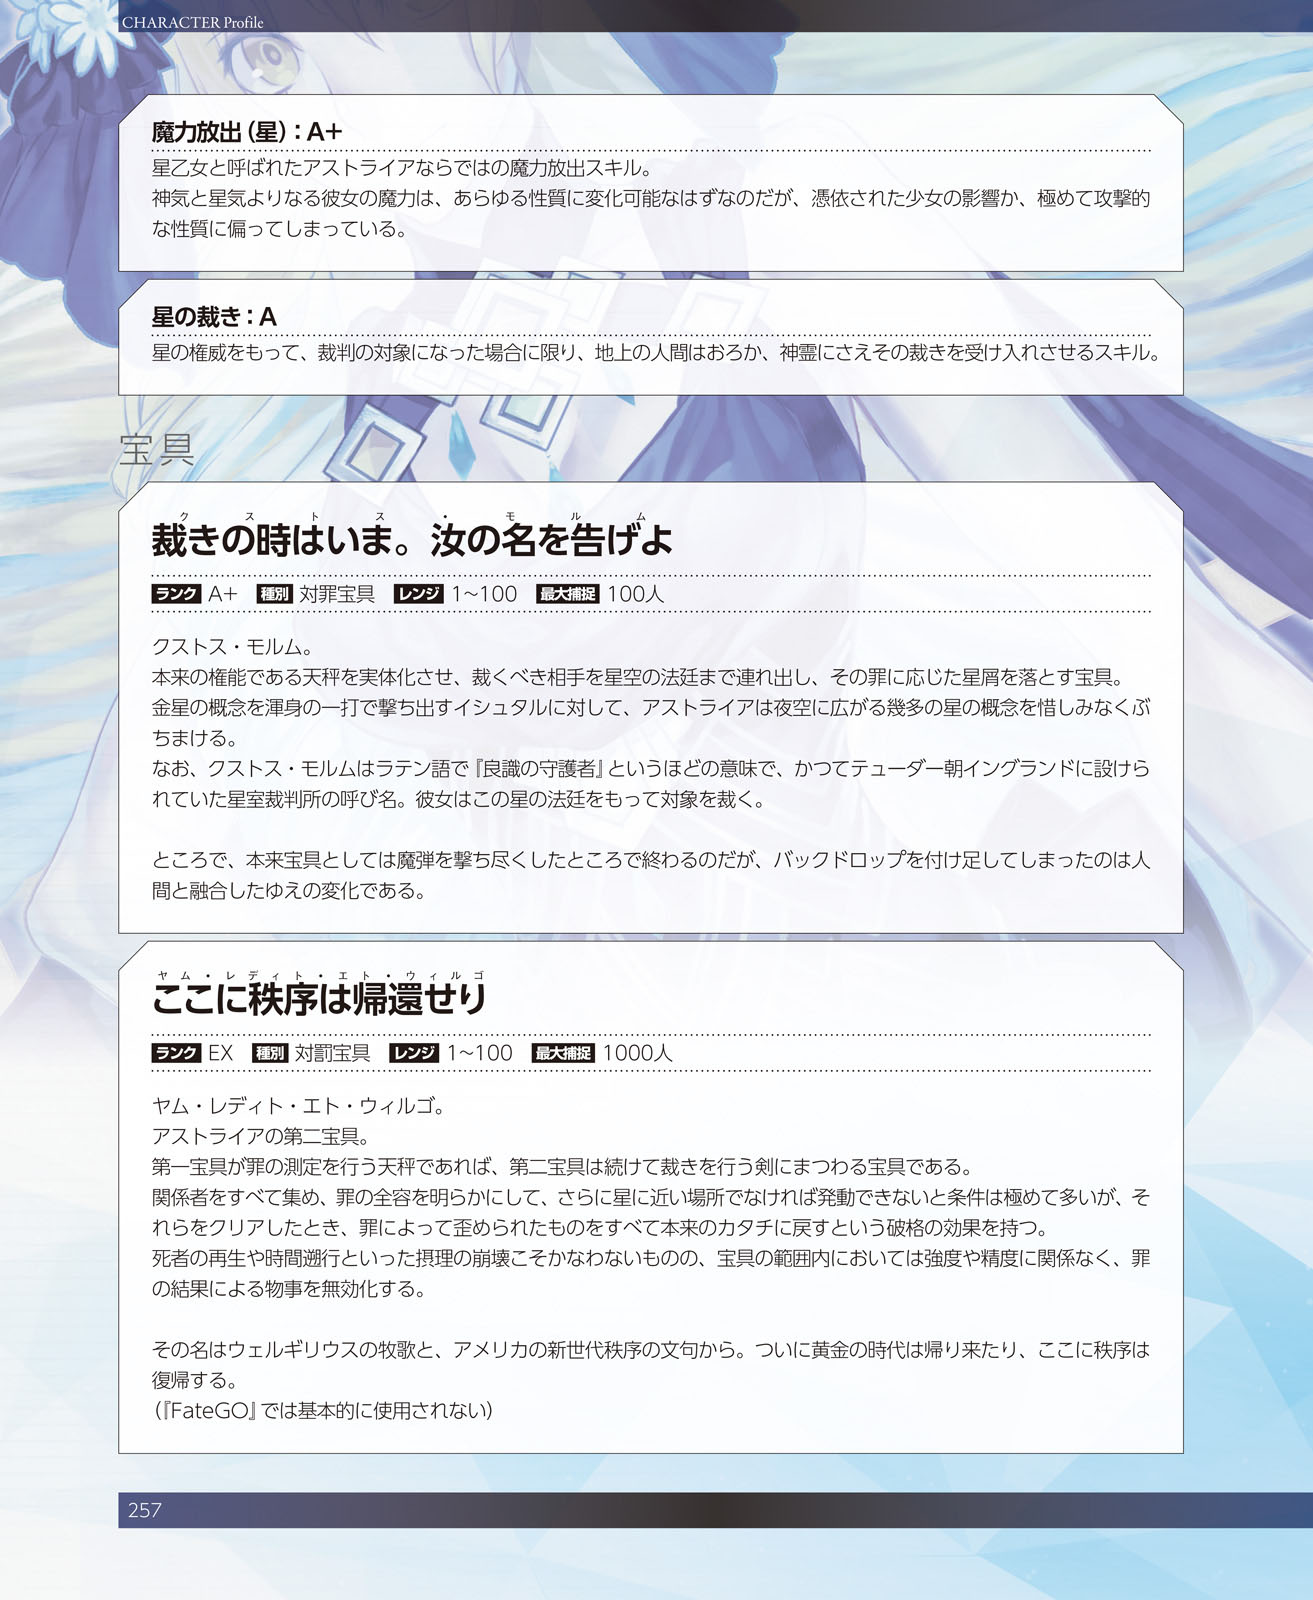 CHARACTER Profile
魔力放出（星）：A+
星乙女と呼ばれたアストライアならではの魔力放出スキル。
神気と星気よりなる彼女の魔力は、あらゆる性質に変化可能なはずなのだが、憑依された少女の影響か、極めて攻撃的
な性質に偏ってしまっている。
星の裁き：A
星の権威をもって、裁判の対象になった場合に限り、地上の人間はおろか、神霊にさえその裁きを受け入れさせるスキル。
宝具
クストス・モルム
裁きの時はいま。汝の名を告げよ
ランク A+ 種別 対罪宝具 レンジ 1~100 最大捕捉 100人
クストス・モルム。
本来の権能である天秤を実体化させ、裁くべき相手を星空の法廷まで連れ出し、その罪に応じた星屑を落とす宝具。
金星の概念を渾身の一打で撃ち出すイシュタルに対して、アストライアは夜空に広がる幾多の星の概念を惜しみなくぶ
ちまける。
なお、クストス・モルムはラテン語で『良識の守護者』というほどの意味で、かつてテューダー朝イングランドに設けら
れていた星室裁判所の呼び名。彼女はこの星の法廷をもって対象を裁く。
ところで、本来宝具としては魔弾を撃ち尽くしたところで終わるのだが、バックドロップを付け足してしまったのは人
間と融合したゆえの変化である。
ヤム・レディト・エト・ウィルゴ
ここに秩序は帰還せり
ランク EX 種別 対罰宝具 レンジ 1~100 最大捕捉 1000人
ヤム・レディト・エト・ウィルゴ。
アストライアの第二宝具。
第一宝具が罪の測定を行う天秤であれば、第二宝具は続けて裁きを行う剣にまつわる宝具である。
関係者をすべて集め、罪の全容を明らかにして、さらに星に近い場所でなければ発動できないと条件は極めて多いが、そ
れらをクリアしたとき、罪によって歪められたものをすべて本来のカタチに戻すという破格の効果を持つ。
死者の再生や時間遡行といった摂理の崩壊こそかなわないものの、宝具の範囲内においては強度や精度に関係なく、罪
の結果による物事を無効化する。
その名はウェルギリウスの牧歌と、アメリカの新世代秩序の文句から。ついに黄金の時代は帰り来たり、ここに秩序は
復帰する。
（『FateGO』では基本的に使用されない）
257